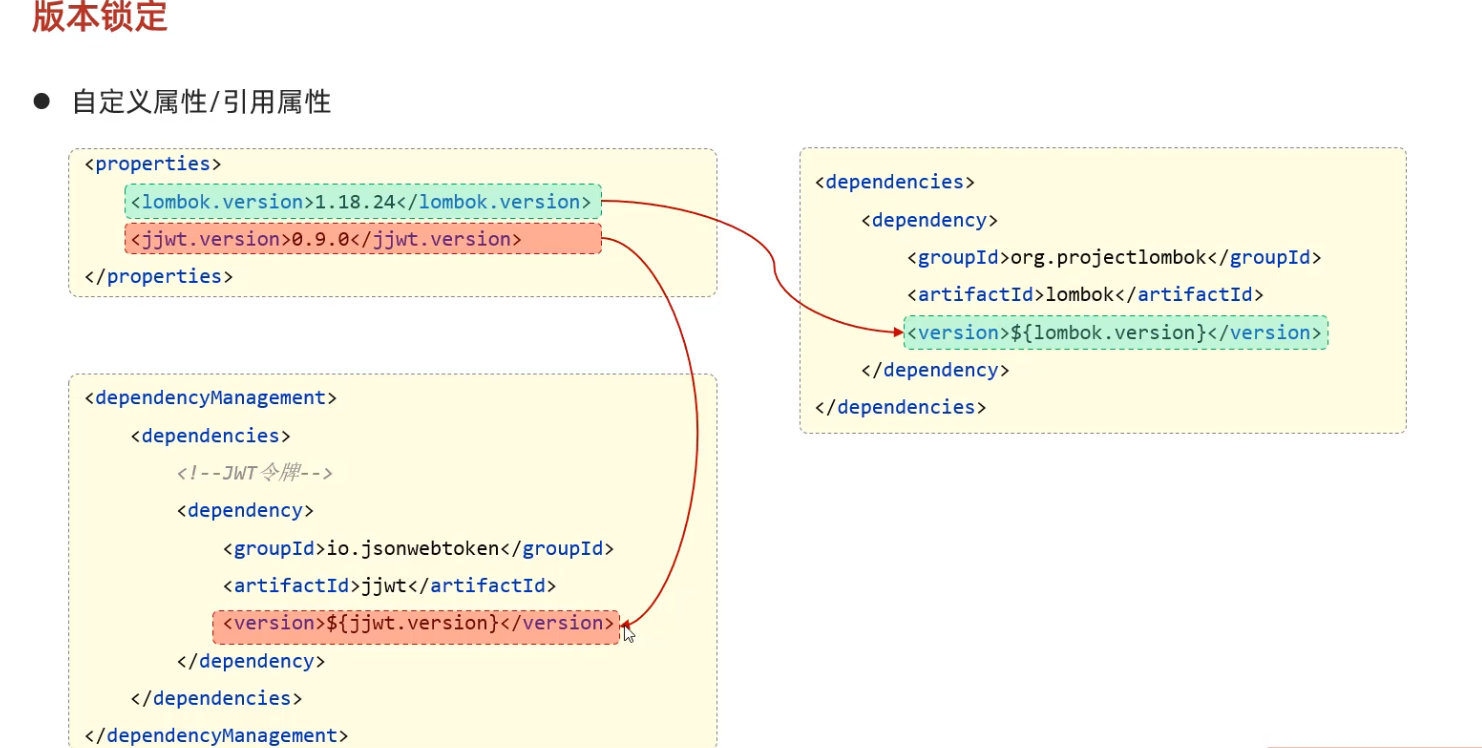 版本锁定
● 自定义属性/引用属性
<properties>
<lombok.version>1.18.24</lombok.version>
<jjwt.version>0.9.0</jjwt.version>
</properties>
<dependencyManagement>
<dependencies>
<!--JWT令牌-->
<dependency>
<groupId>io.jsonwebtoken</groupId>
<artifactId>jjwt</artifactId>
<version>${jjwt.version}</version>
</dependency>
</dependencies>
</dependencyManagement>
<dependencies>
<dependency>
<groupId>org.projectlombok</groupId>
<artifactId>lombok</artifactId>
<version>${lombok.version}</version>
</dependency>
</dependencies>